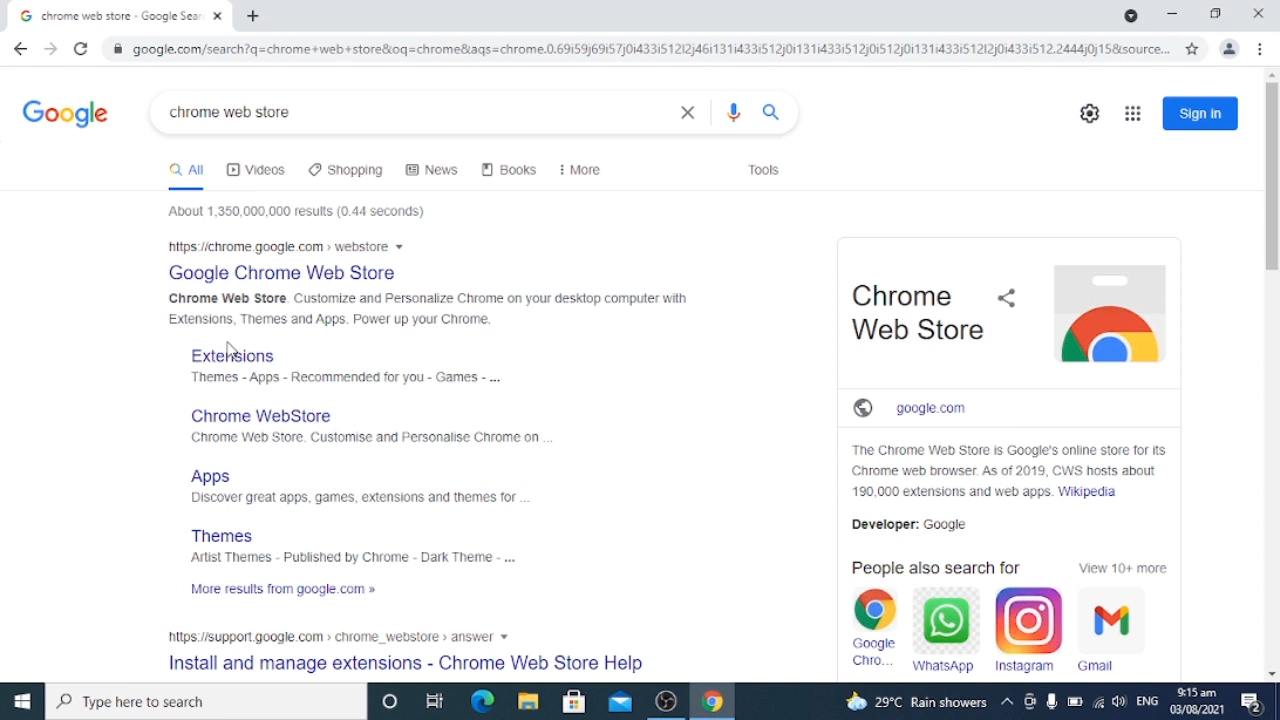 chrome web store - Google Sear
google.com/search?q=chrome+web+store&oq=chrome&aqs=chrome.0.69i59j69i57j0i433i512l2j46i131i433i512j0i131i433i512j0i512j0i131i433i512l2j0i433i512.2444j0j15&source...
Google
chrome web store
Sign in
All
Videos
Shopping
News
Books
More
Tools
About 1,350,000,000 results (0.44 seconds)
https://chrome.google.com › webstore
Google Chrome Web Store
Chrome Web Store. Customize and Personalize Chrome on your desktop computer with
Extensions, Themes and Apps. Power up your Chrome.
Extensions
Themes - Apps - Recommended for you - Games - ...
Chrome WebStore
Chrome Web Store. Customise and Personalise Chrome on ...
Apps
Discover great apps, games, extensions and themes for ...
Themes
Artist Themes - Published by Chrome - Dark Theme - ...
More results from google.com »
https://support.google.com › chrome_webstore › answer
Install and manage extensions - Chrome Web Store Help
Chrome
Web Store
google.com
The Chrome Web Store is Google's online store for its
Chrome web browser. As of 2019, CWS hosts about
190,000 extensions and web apps. Wikipedia
Developer: Google
People also search for
View 10+ more
Google
Chro...
WhatsApp
Instagram
Gmail
Type here to search
29°C Rain showers
ENG
9:15 am
03/08/2021
2